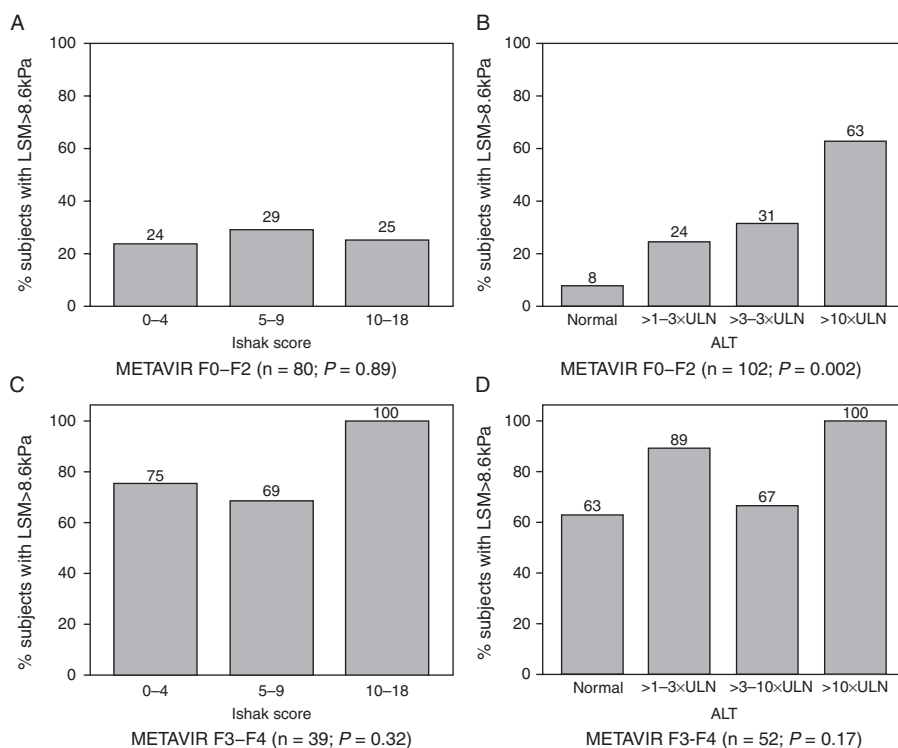 A
% subjects with LSM>8.6kPa
100
80
60
40
20
0
24
29
25
0–4
5–9
10–18
Ishak score
METAVIR F0–F2 (n = 80; P = 0.89)
B
% subjects with LSM>8.6kPa
100
80
60
40
20
0
8
24
31
63
Normal
>1–3×ULN
>3–3×ULN
>10×ULN
ALT
METAVIR F0–F2 (n = 102; P = 0.002)
C
% subjects with LSM>8.6kPa
100
80
60
40
20
0
75
69
100
0–4
5–9
10–18
Ishak score
METAVIR F3–F4 (n = 39; P = 0.32)
D
% subjects with LSM>8.6kPa
100
80
60
40
20
0
63
89
67
100
Normal
>1–3×ULN
>3–10×ULN
>10×ULN
ALT
METAVIR F3-F4 (n = 52; P = 0.17)